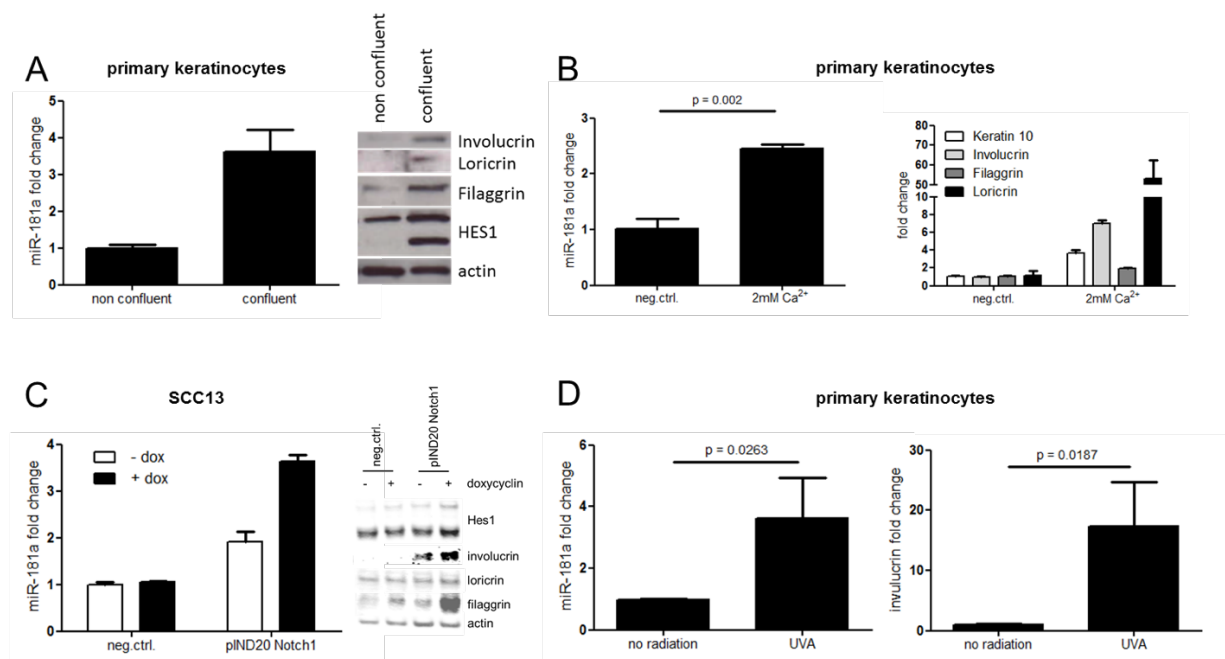 A
primary keratinocytes
miR-181a fold change
5
4
3
2
1
0
non confluent
confluent
non confluent
confluent
Involucrin
Loricrin
Filaggrin
HES1
actin
B
primary keratinocytes
p = 0.002
miR-181a fold change
3
2
1
0
neg.ctrl.
2mM Ca²⁺
fold change
80
70
60
50
10
8
6
4
2
0
Keratin 10
Involucrin
Filaggrin
Loricrin
neg.ctrl.
2mM Ca²⁺
C
SCC13
miR-181a fold change
4
3
2
1
0
- dox
+ dox
neg.ctrl.
pIND20 Notch1
neg.ctrl.
pIND20 Notch1
- + - + doxycyclin
Hes1
involucrin
loricrin
filaggrin
actin
D
primary keratinocytes
p = 0.0263
miR-181a fold change
6
4
2
0
no radiation
UVA
p = 0.0187
invulucrin fold change
30
20
10
0
no radiation
UVA